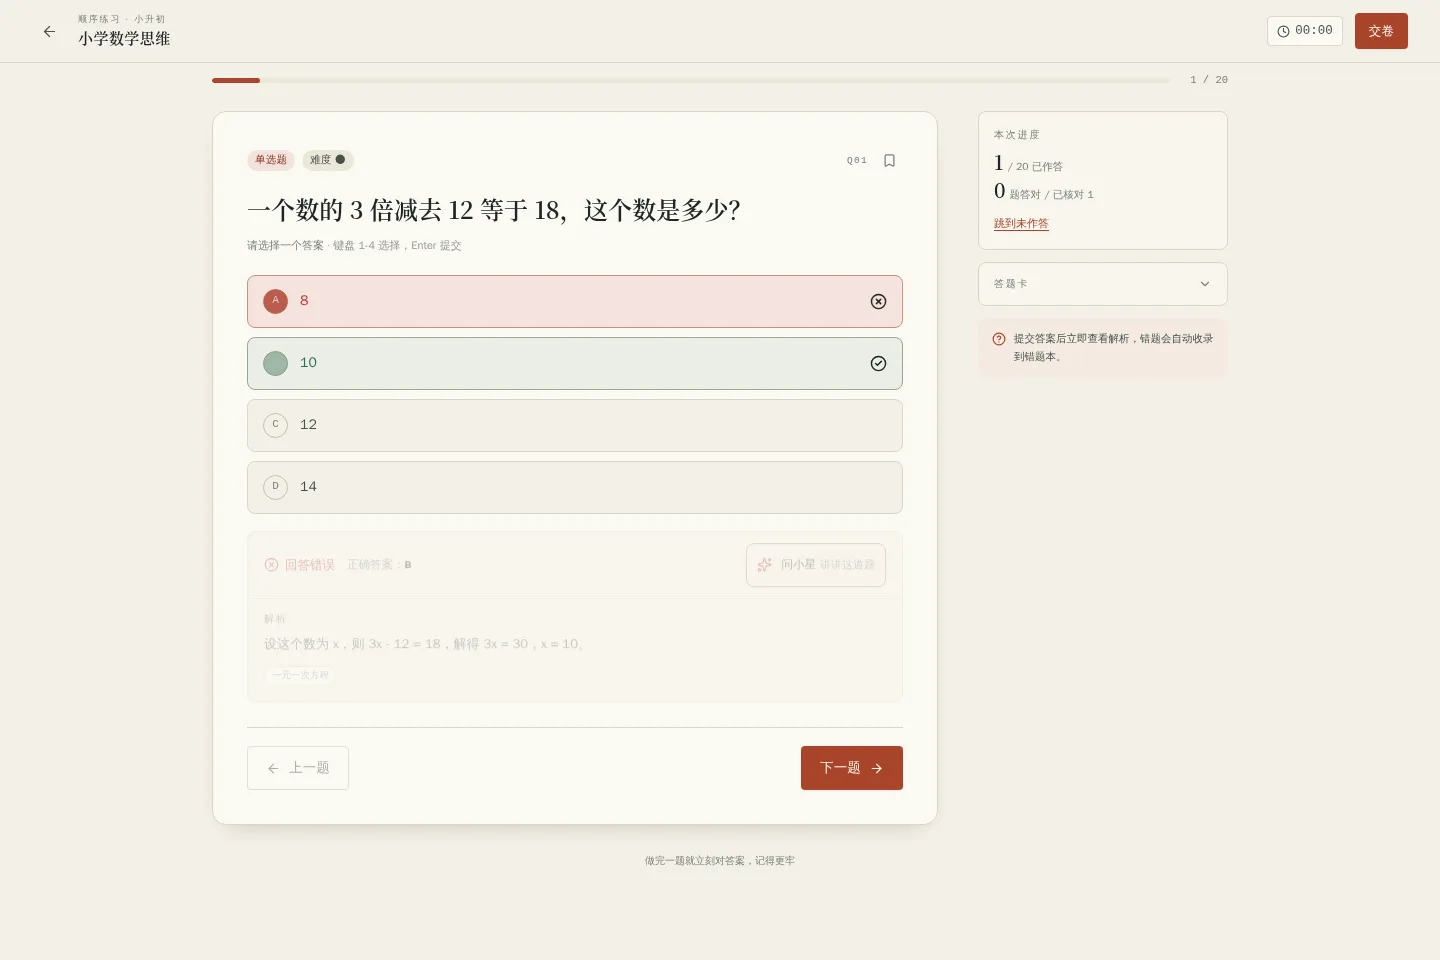 顺序练习 · 小升初
小学数学思维
00:00
交卷
1 / 20
单选题
难度
Q01
一个数的 3 倍减去 12 等于 18，这个数是多少？
请选择一个答案 · 键盘 1-4 选择，Enter 提交
A
8
10
C
12
D
14
回答错误
正确答案：B
问小星 讲讲这道题
解析
设这个数为 x，则 3x - 12 = 18，解得 3x = 30，x = 10。
一元一次方程
上一题
下一题
做完一题就立刻对答案，记得更牢
本次进度
1 / 20 已作答
0 题答对 / 已核对 1
跳到未作答
答题卡
提交答案后立即查看解析，错题会自动收录
到错题本。